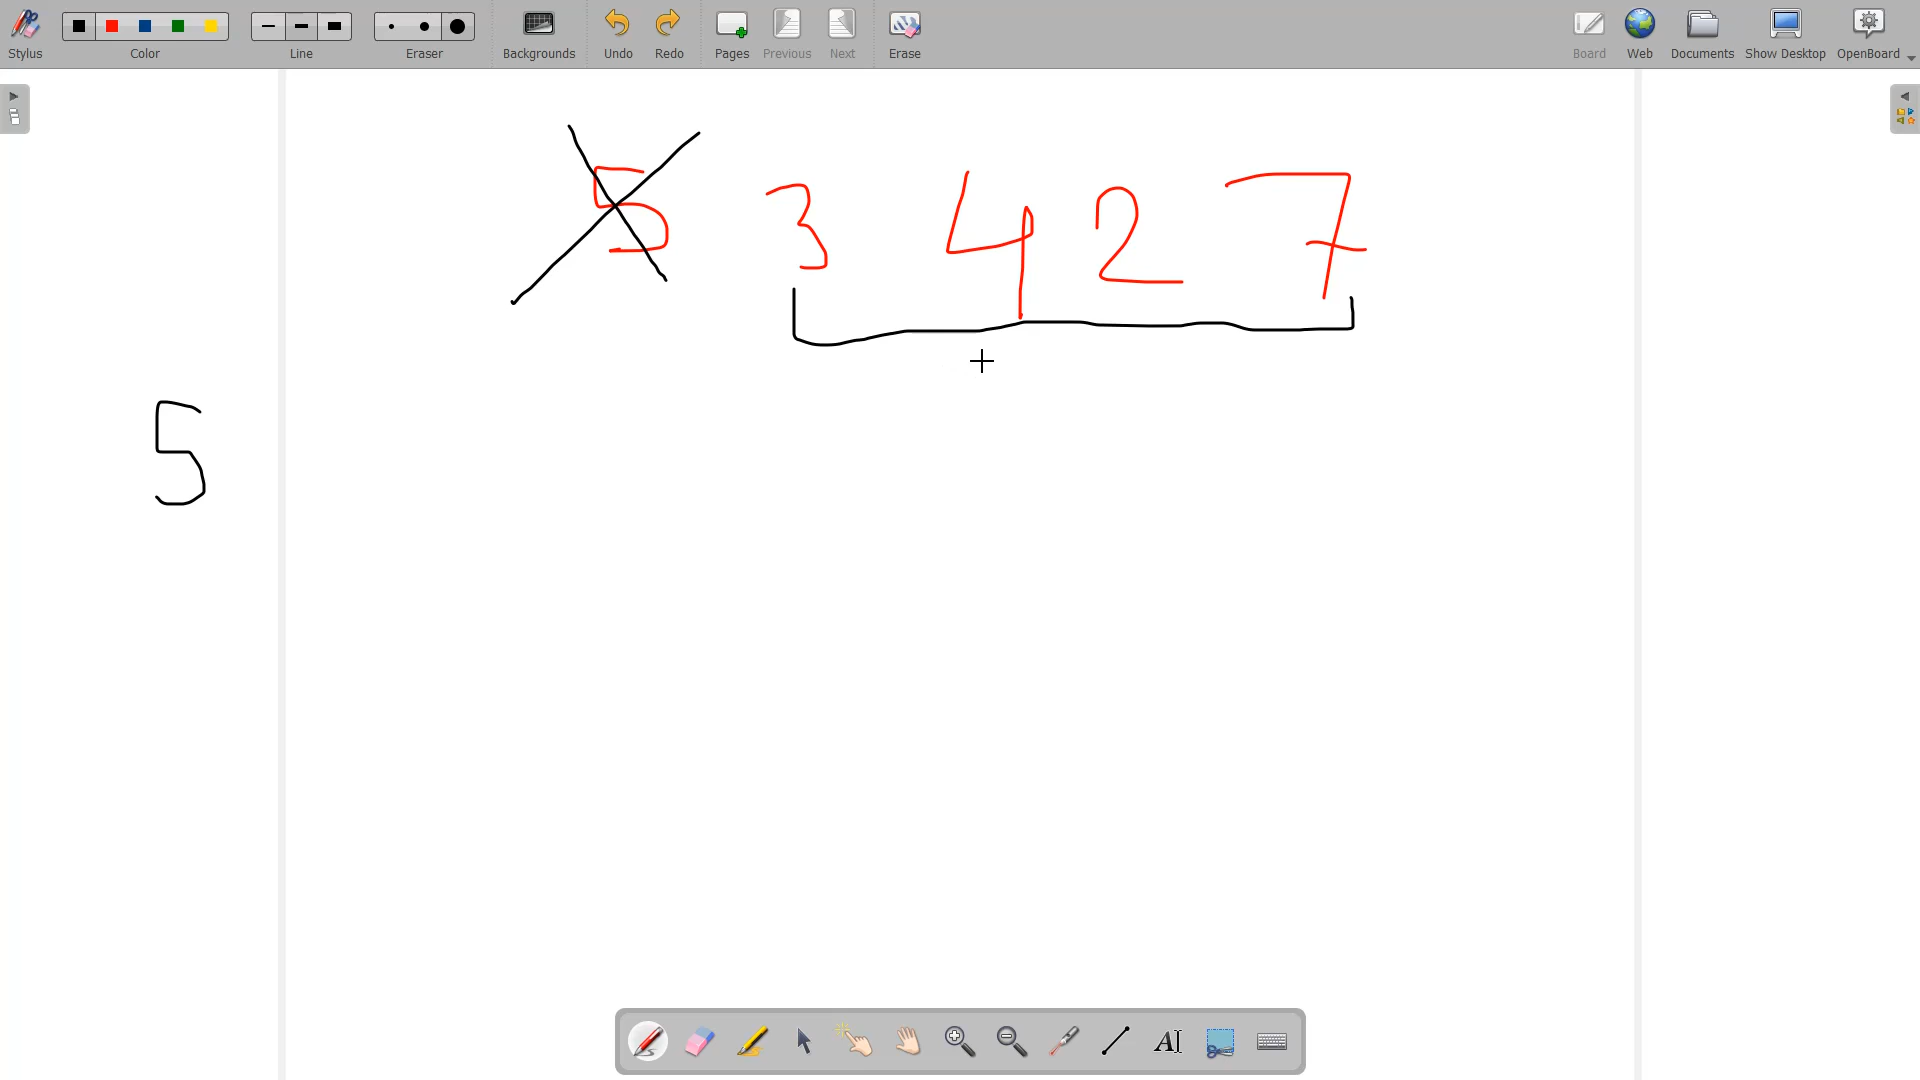 Stylus Color Line Eraser Backgrounds Undo Redo Pages Previous Next Erase Board Web Documents Show Desktop OpenBoard
5 3 4 2 7
5
A